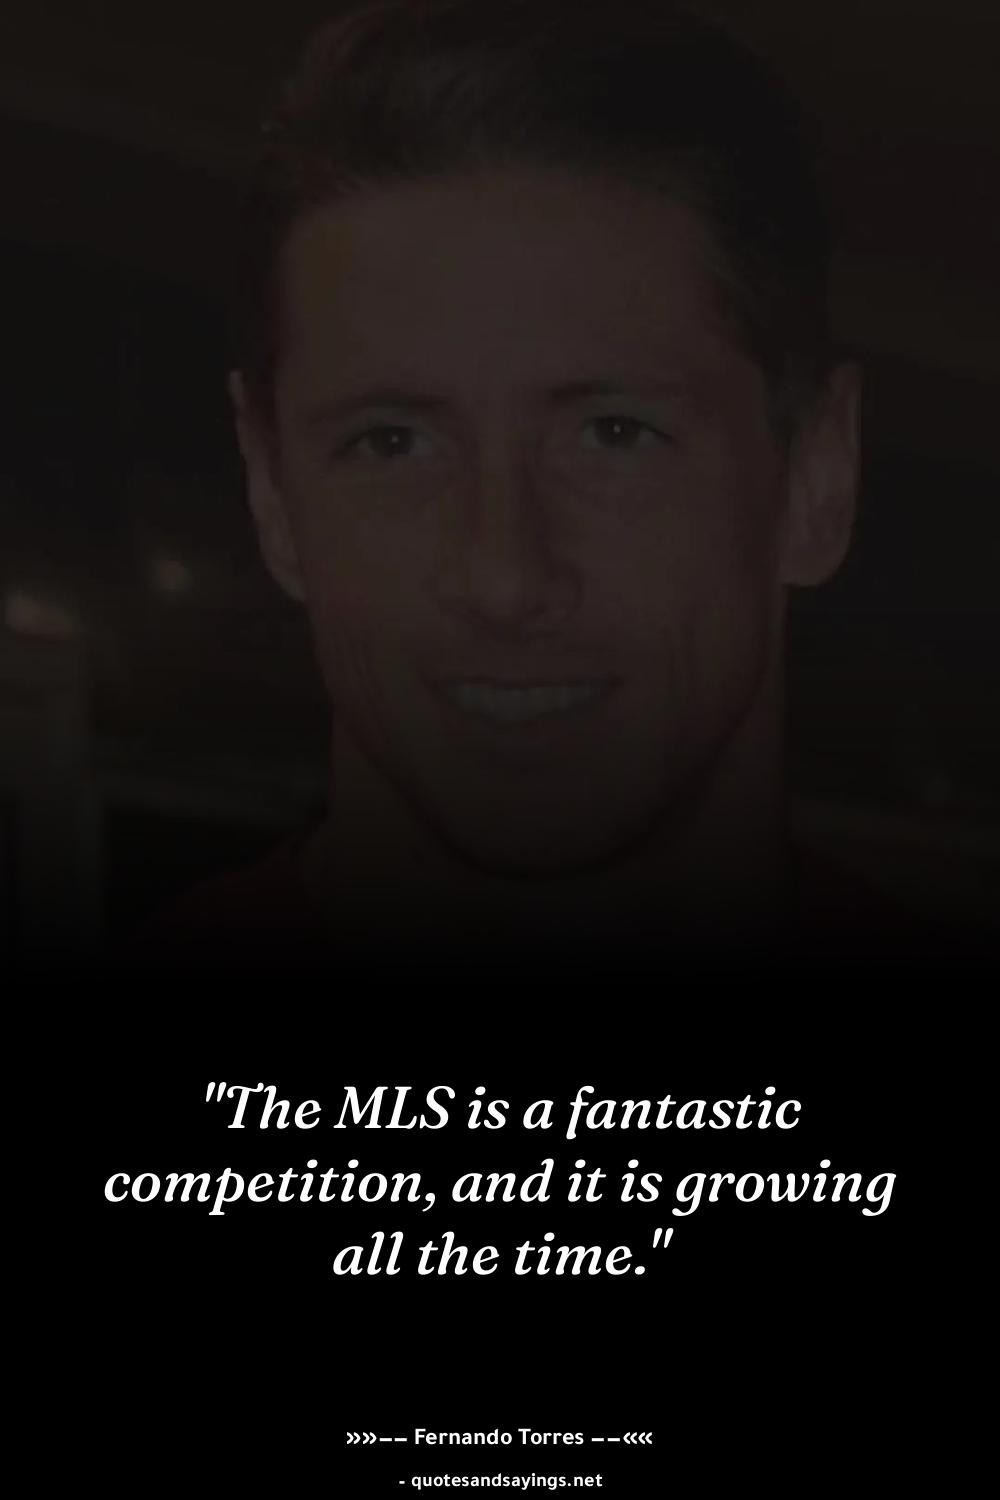 "The MLS is a fantastic
competition, and it is growing
all the time."
»»–– Fernando Torres ––««
- quotesandsayings.net